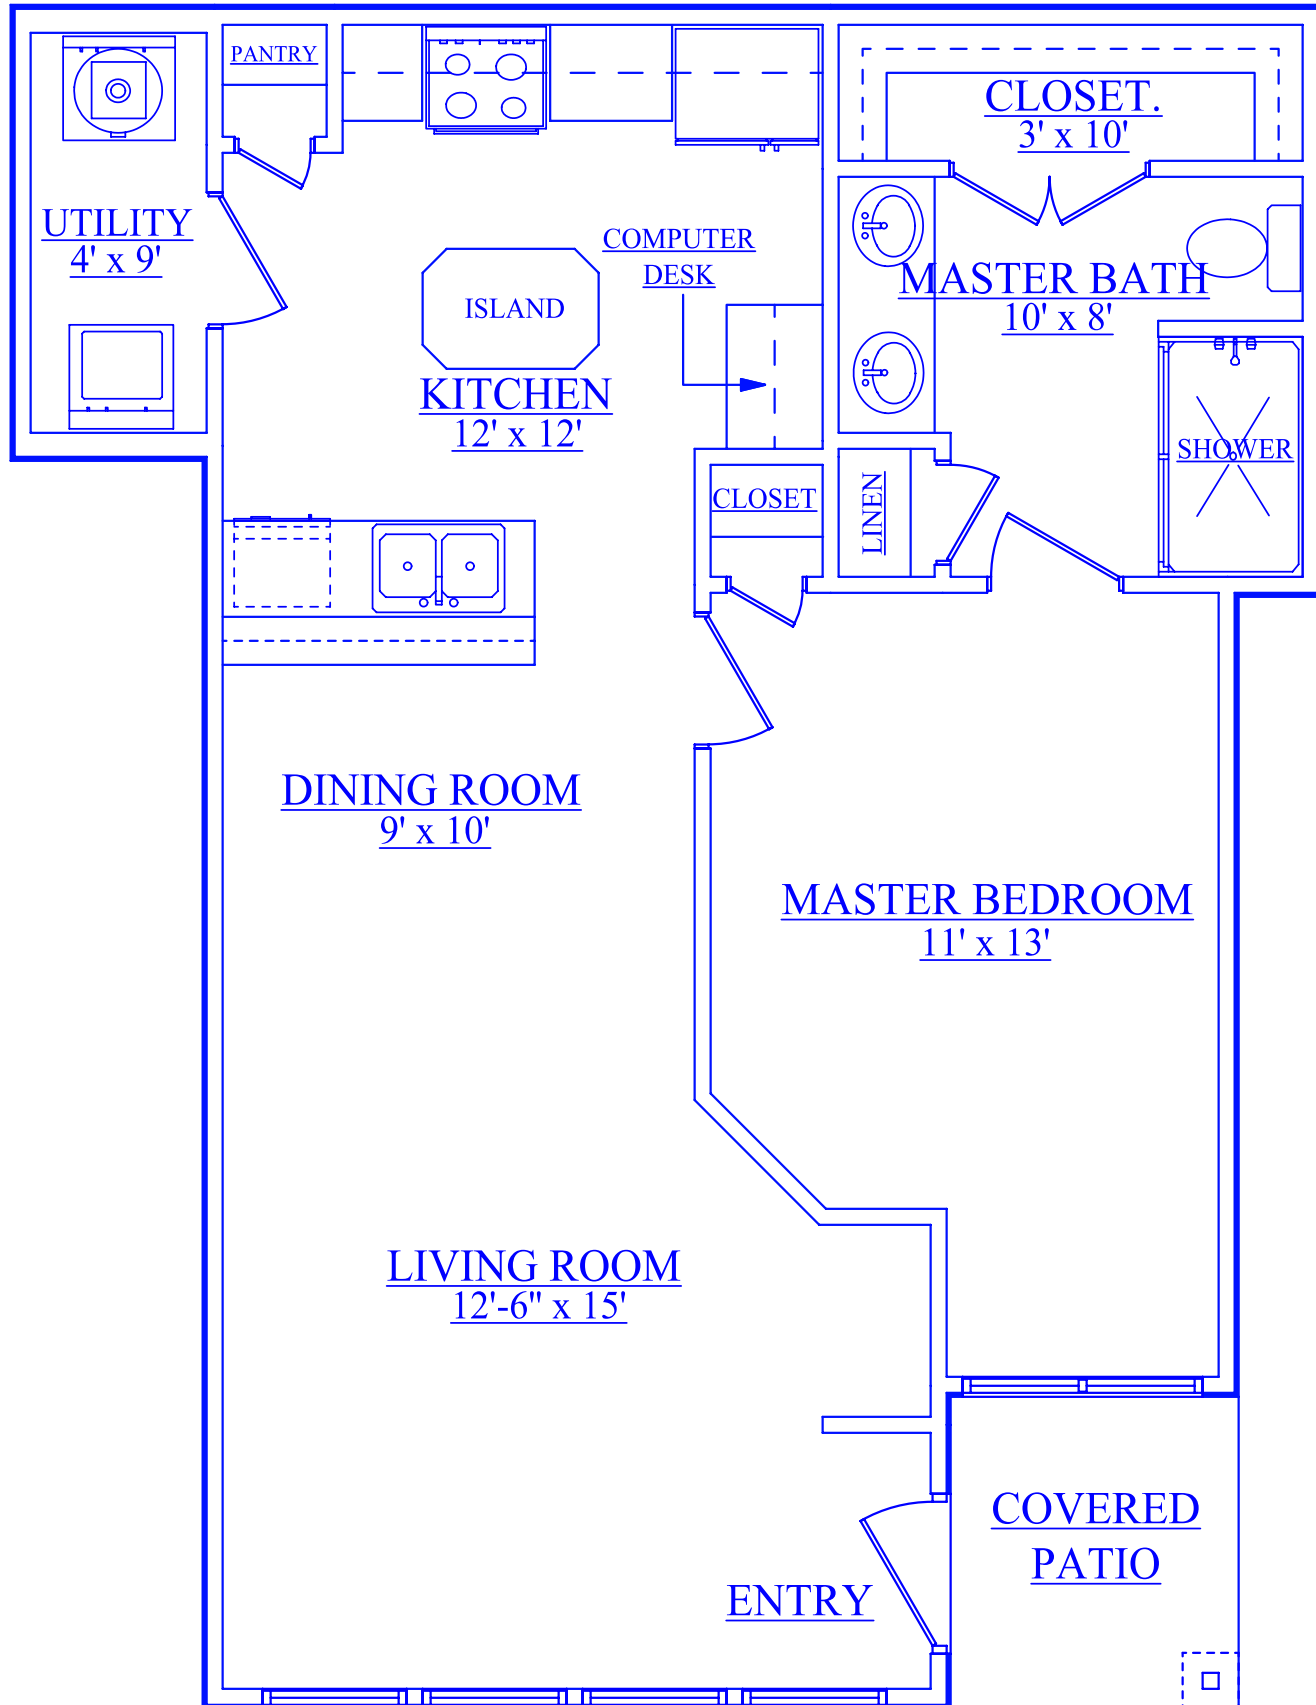 PANTRY
CLOSET.
3' x 10'
UTILITY
4' x 9'
COMPUTER
DESK
ISLAND
MASTER BATH
10' x 8'
KITCHEN
12' x 12'
SHOWER
CLOSET
LINEN
DINING ROOM
9' x 10'
MASTER BEDROOM
11' x 13'
LIVING ROOM
12'-6" x 15'
COVERED
PATIO
ENTRY